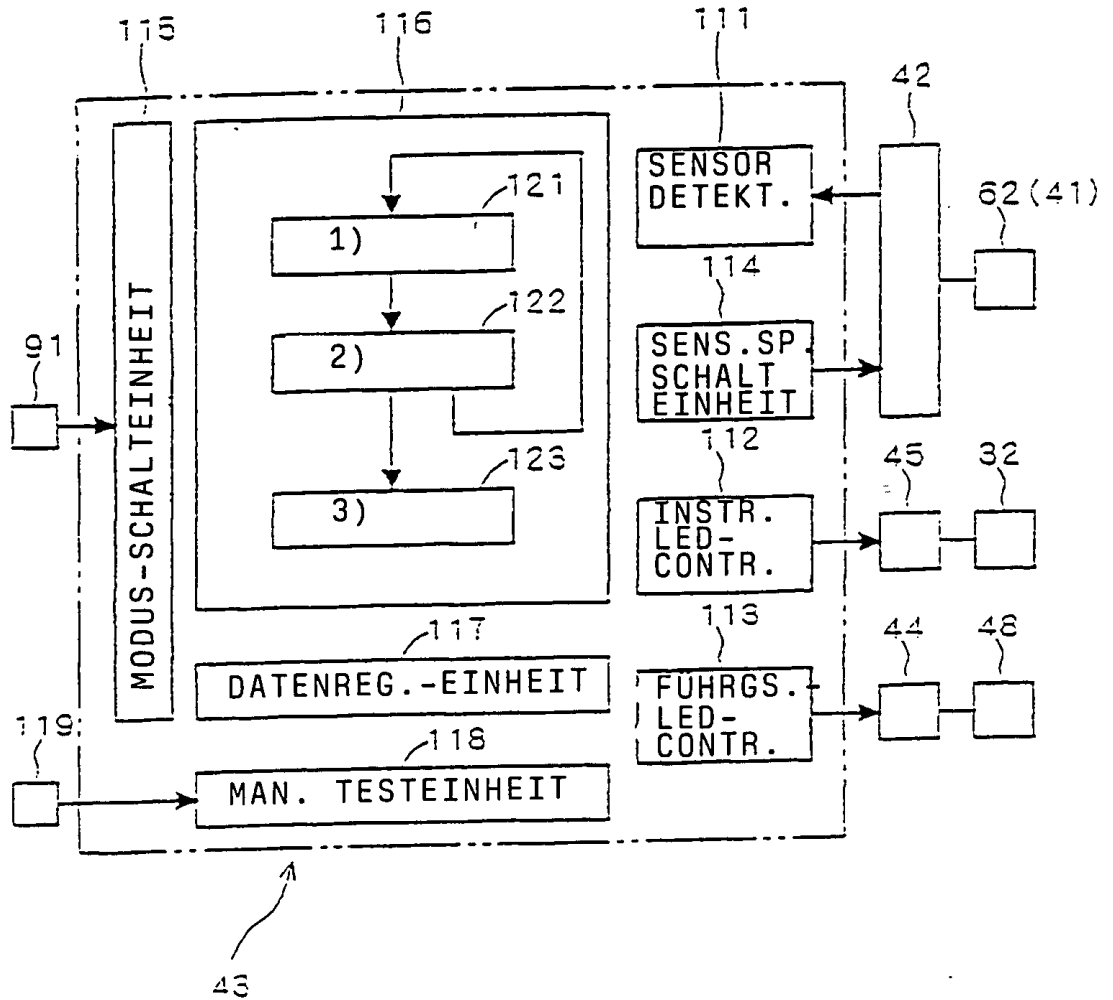 115
116
111
42
SENSOR
DETEKT.
62(41)
121
1)
114
122
SENS.SP.
SCHALT
EINHEIT
2)
91
MODUS-SCHALTEINHEIT
112
123
45
32
3)
INSTR.
LED-
CONTR.
113
117
44
48
DATENREG.-EINHEIT
FÜHRGS.
LED-
CONTR.
119
118
MAN. TESTEINHEIT
43